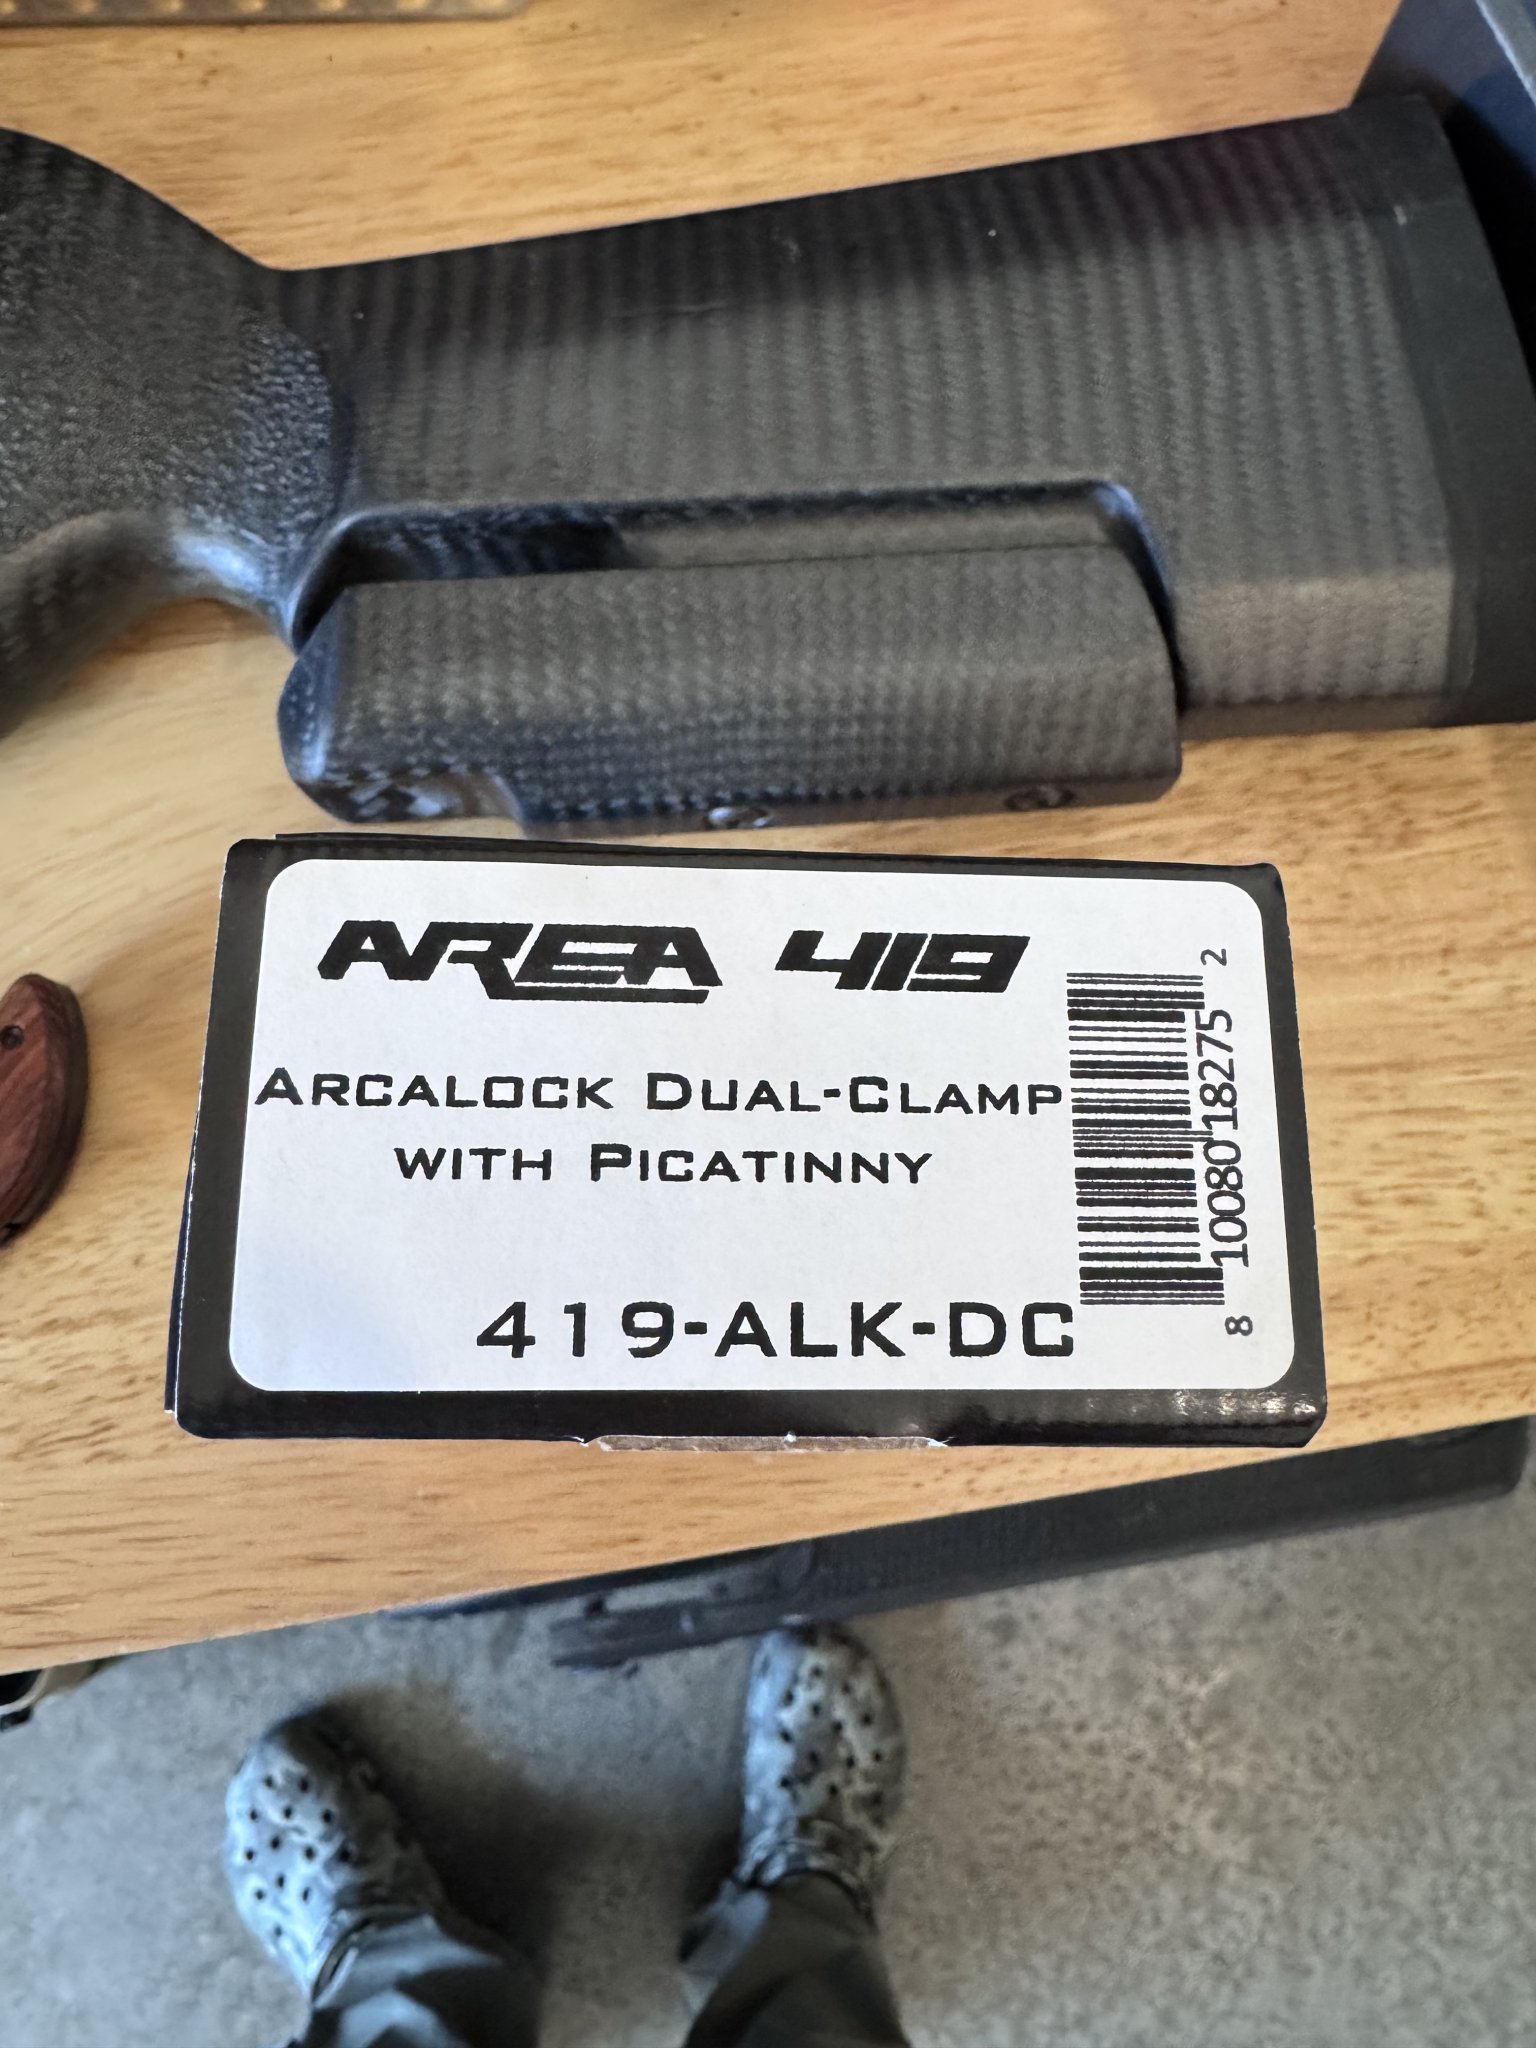 AREA 419
ARCALOCK DUAL-CLAMP
WITH PICATINNY
419-ALK-DC
8 10080 18275 2